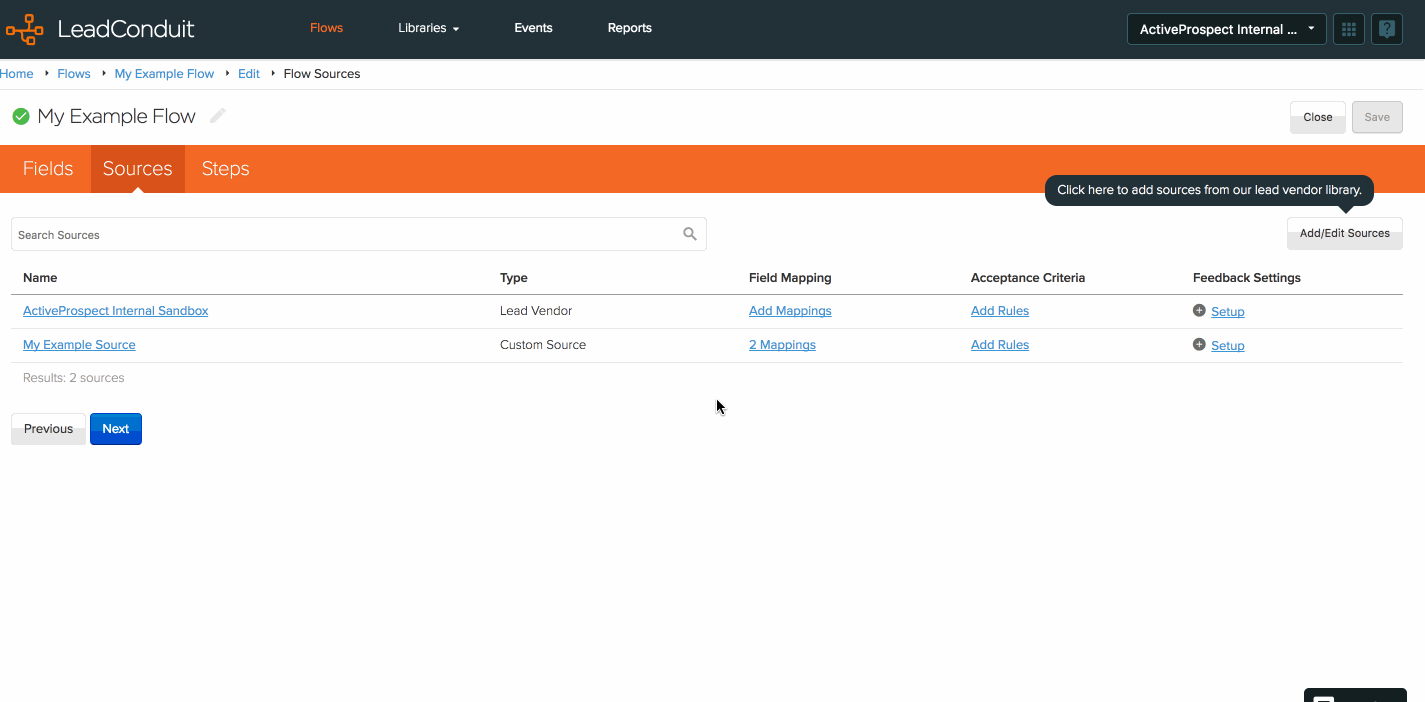 LeadConduit
Flows
Libraries
Events
Reports
ActiveProspect Internal ...
?
Home
Flows
My Example Flow
Edit
Flow Sources
My Example Flow
Close
Save
Fields
Sources
Steps
Click here to add sources from our lead vendor library.
Search Sources
Add/Edit Sources
Name Type Field Mapping Acceptance Criteria Feedback Settings
ActiveProspect Internal Sandbox Lead Vendor Add Mappings Add Rules Setup
My Example Source Custom Source 2 Mappings Add Rules Setup
Results: 2 sources
Previous
Next